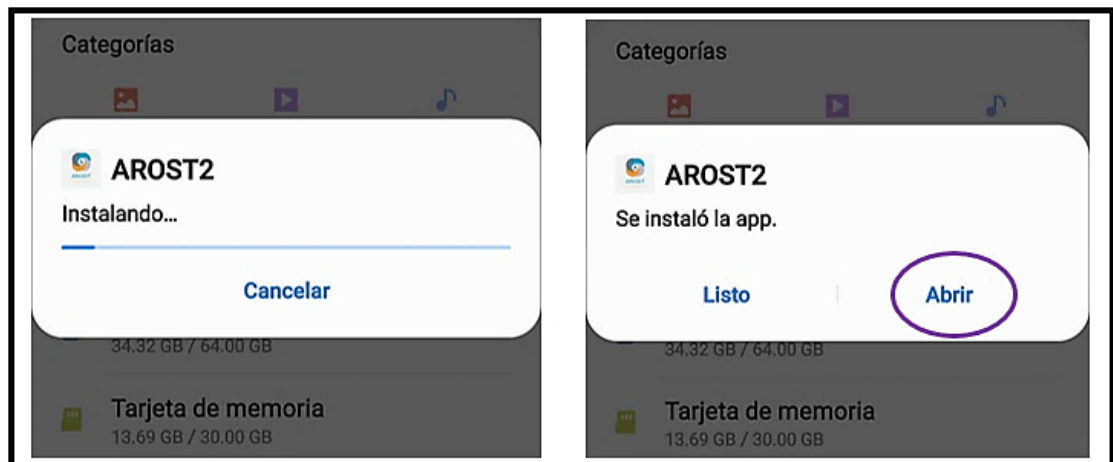 Categorías
AROST2
Instalando...
Cancelar
34.32 GB / 64.00 GB
Tarjeta de memoria
13.69 GB / 30.00 GB
Categorías
AROST2
Se instaló la app.
Listo
Abrir
34.32 GB / 64.00 GB
Tarjeta de memoria
13.69 GB / 30.00 GB